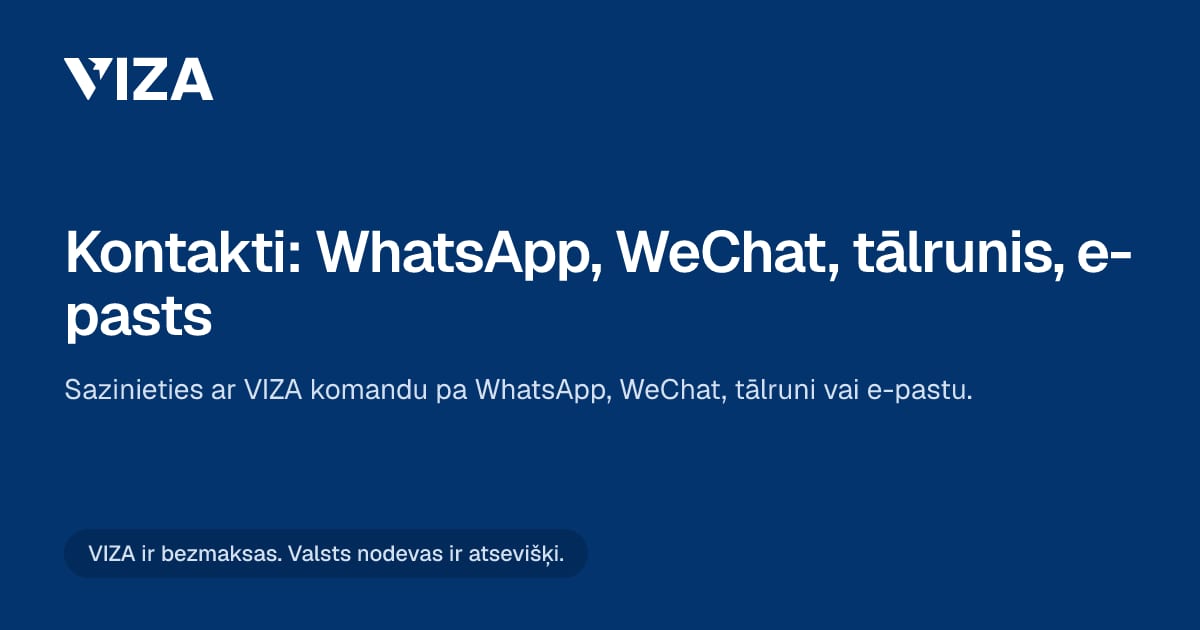 VIZA
Kontakti: WhatsApp, WeChat, tālrunis, e-
pasts
Sazinieties ar VIZA komandu pa WhatsApp, WeChat, tālruni vai e-pastu.
VIZA ir bezmaksas. Valsts nodevas ir atsevišķi.